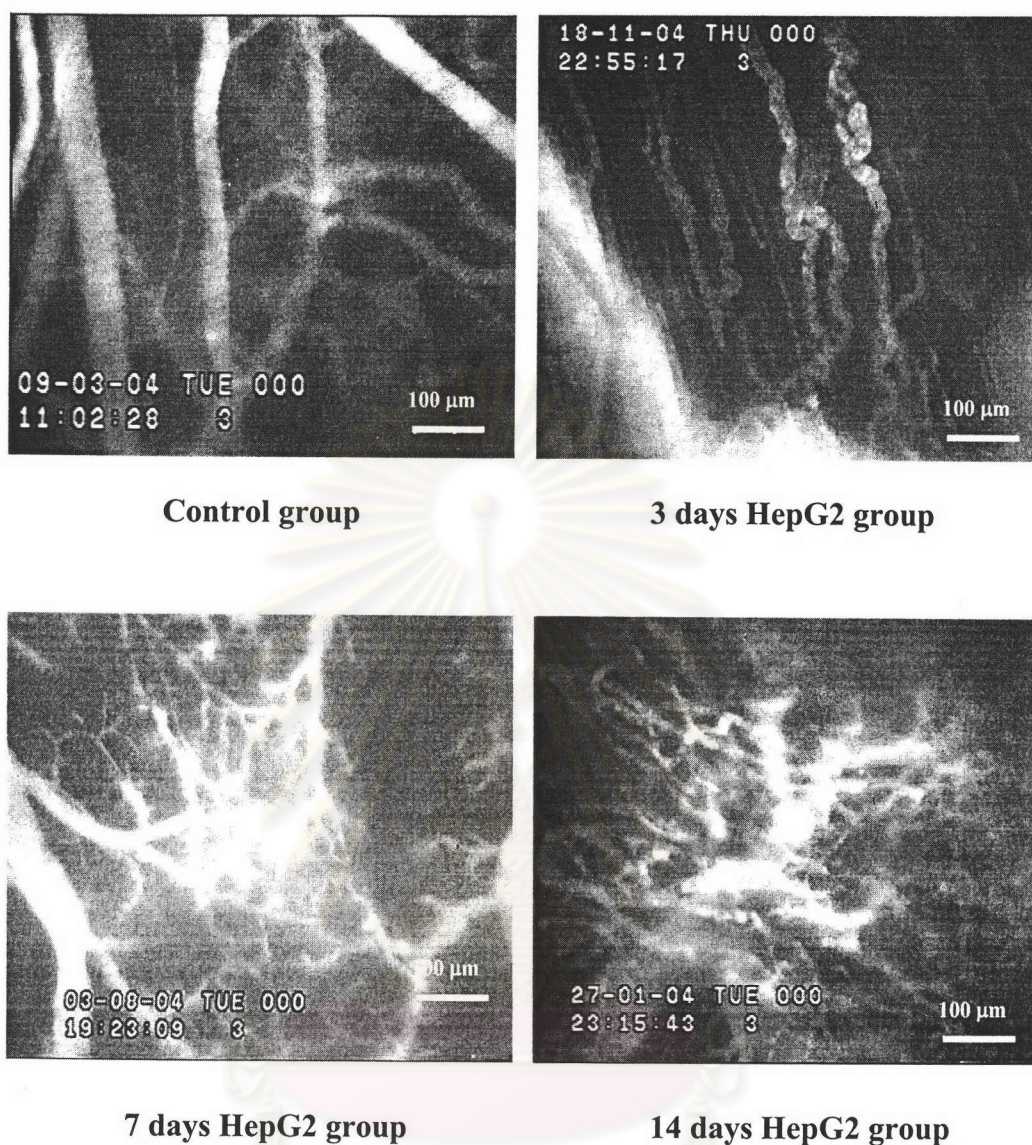 18-11-04 THU 000
22:55:17 3
09-03-04 TUE 000
11:02:28 3
100 µm
100 µm
Control group
3 days HepG2 group
03-08-04 TUE 000
19:23:09 3
µm
27-01-04 TUE 000
23:15:43 3
100 µm
7 days HepG2 group
14 days HepG2 group